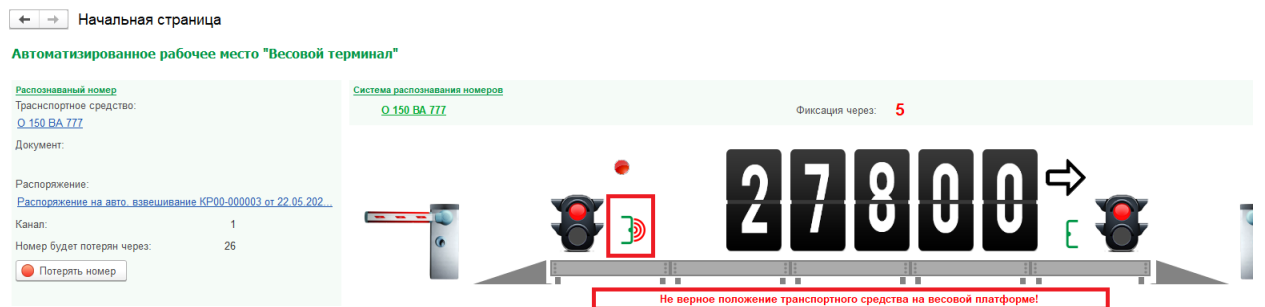 Начальная страница
Автоматизированное рабочее место "Весовой терминал"
Распознаваный номер
Траснспортное средство:
О 150 ВА 777
Документ:
Распоряжение:
Распоряжение на авто. взвешивание КР00-000003 от 22.05.202...
Канал: 1
Номер будет потерян через: 26
Потерять номер
Система распознавания номеров
О 150 ВА 777
Фиксация через: 5
27800
Не верное положение транспортного средства на весовой платформе!